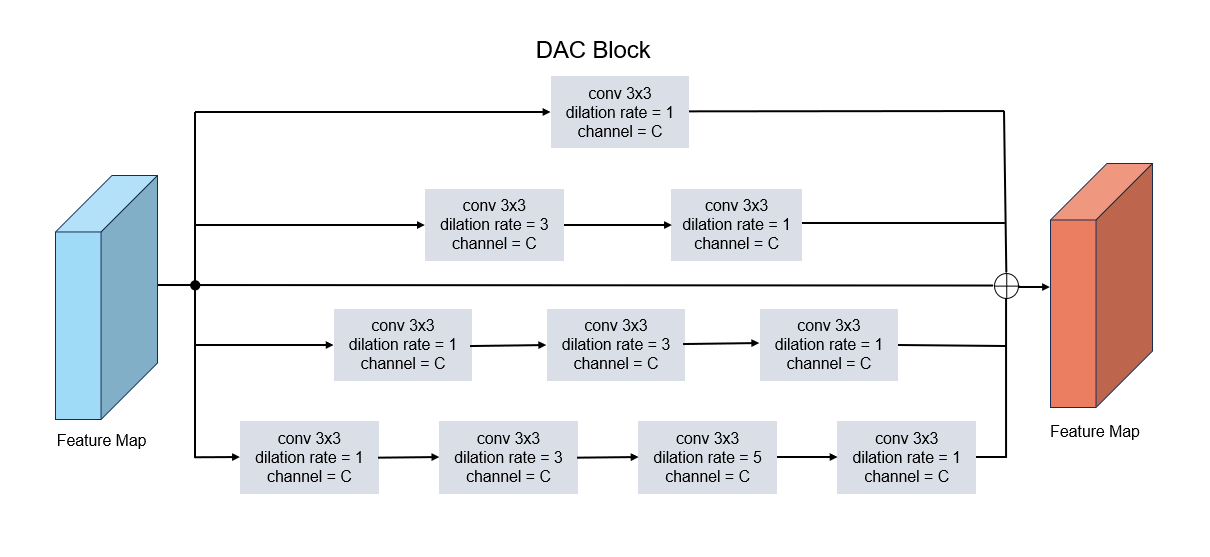 DAC Block
conv 3x3
dilation rate = 1
channel = C
conv 3x3
dilation rate = 3
channel = C
conv 3x3
dilation rate = 1
channel = C
conv 3x3
dilation rate = 1
channel = C
conv 3x3
dilation rate = 3
channel = C
conv 3x3
dilation rate = 1
channel = C
conv 3x3
dilation rate = 1
channel = C
conv 3x3
dilation rate = 3
channel = C
conv 3x3
dilation rate = 5
channel = C
conv 3x3
dilation rate = 1
channel = C
Feature Map
Feature Map